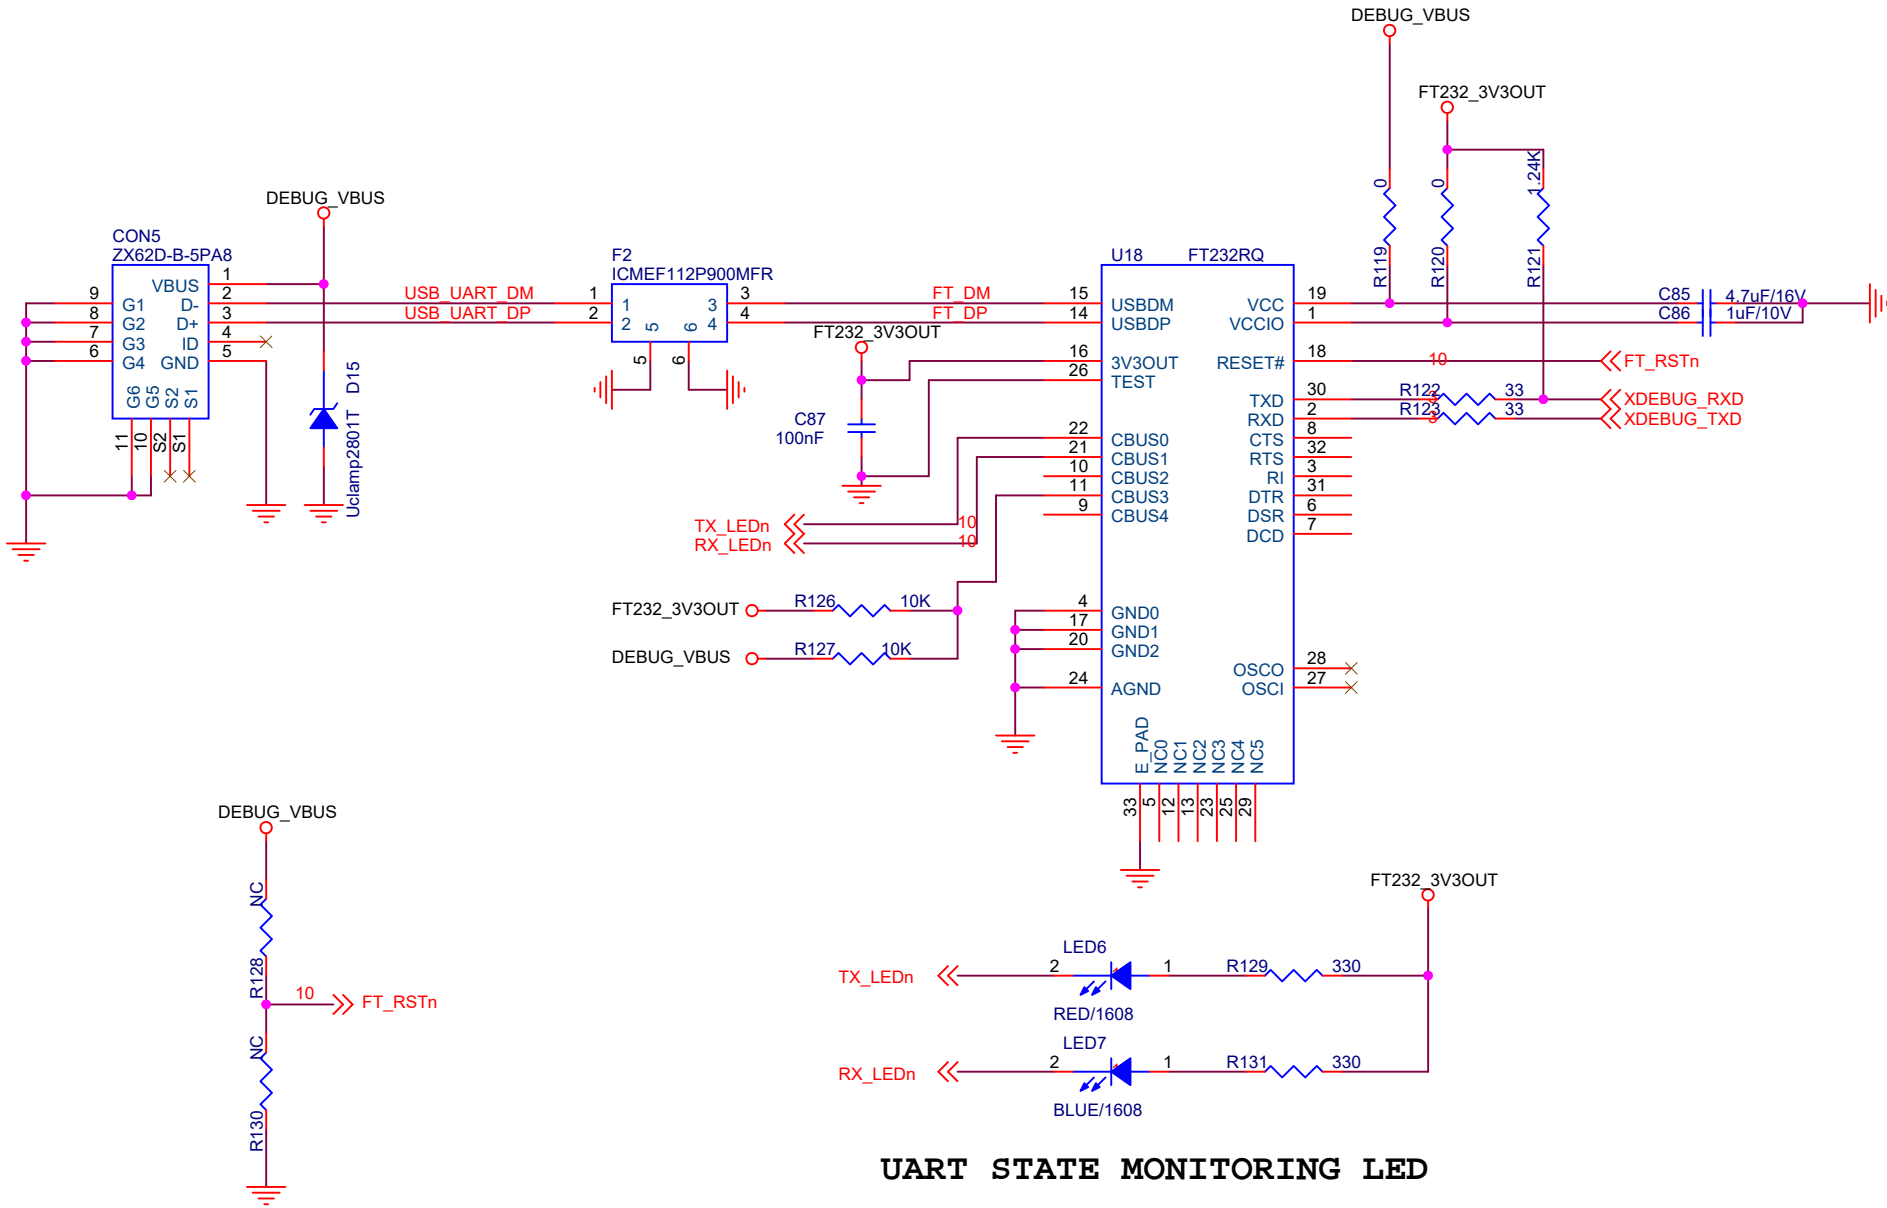 DEBUG_VBUS
FT232_3V3OUT
R119 0
R120 0
R121 1.24K
DEBUG_VBUS
CON5
ZX62D-B-5PA8
VBUS 1
9 G1 D- 2
8 G2 D+ 3
7 G3 ID 4
6 G4 GND 5
G6 G5 S2 S1
11 10 S2 S1
Uclamp2801T D15
USB_UART_DM
USB_UART_DP
F2
ICMEF112P900MFR
1 1 3 3
2 2 4 4
5 6
5 6
FT_DM
FT_DP
FT232_3V3OUT
C87
100nF
U18 FT232RQ
15 USBDM VCC 19
14 USBDP VCCIO 1
16 3V3OUT RESET# 18
26 TEST
TXD 30
RXD 2
22 CBUS0 CTS 8
21 CBUS1 RTS 32
10 CBUS2 RI 3
11 CBUS3 DTR 31
9 CBUS4 DSR 6
DCD 7
4 GND0
17 GND1
20 GND2
24 AGND
OSCO 28
OSCI 27
E_PAD NC0 NC1 NC2 NC3 NC4 NC5
33 5 12 13 23 25 29
C85 4.7uF/16V
C86 1uF/10V
10 FT_RSTn
R122 3 33 XDEBUG_RXD
R123 3 33 XDEBUG_TXD
TX_LEDn 10
RX_LEDn 10
FT232_3V3OUT R126 10K
DEBUG_VBUS R127 10K
DEBUG_VBUS
R128 NC
10 FT_RSTn
R130 NC
FT232_3V3OUT
LED6
TX_LEDn 2 1 R129 330
RED/1608
LED7
RX_LEDn 2 1 R131 330
BLUE/1608
UART STATE MONITORING LED